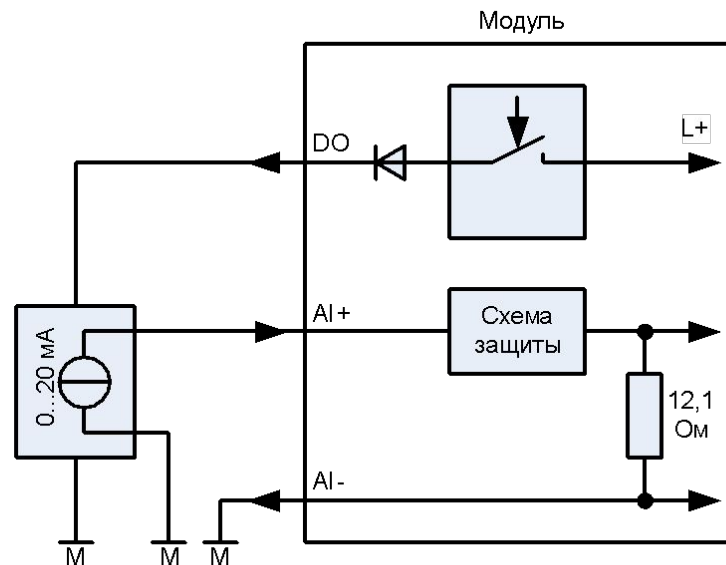 Модуль
DO
L+
AI+
Схема
защиты
0...20 мА
12,1
Ом
AI-
M
M
M